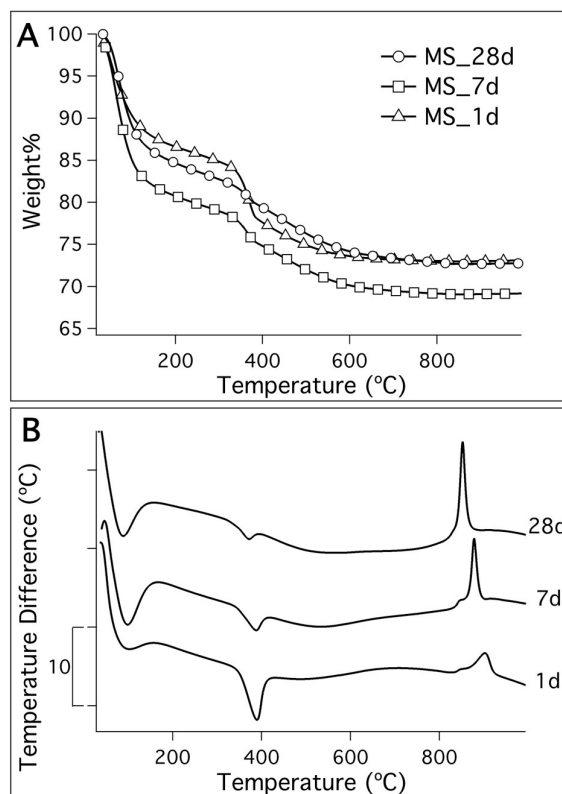 A
100
95
90
85
80
75
70
65
Weight%
MS_28d
MS_7d
MS_1d
200
400
600
800
Temperature (ºC)
B
Temperature Difference (ºC)
10
28d
7d
1d
200
400
600
800
Temperature (ºC)